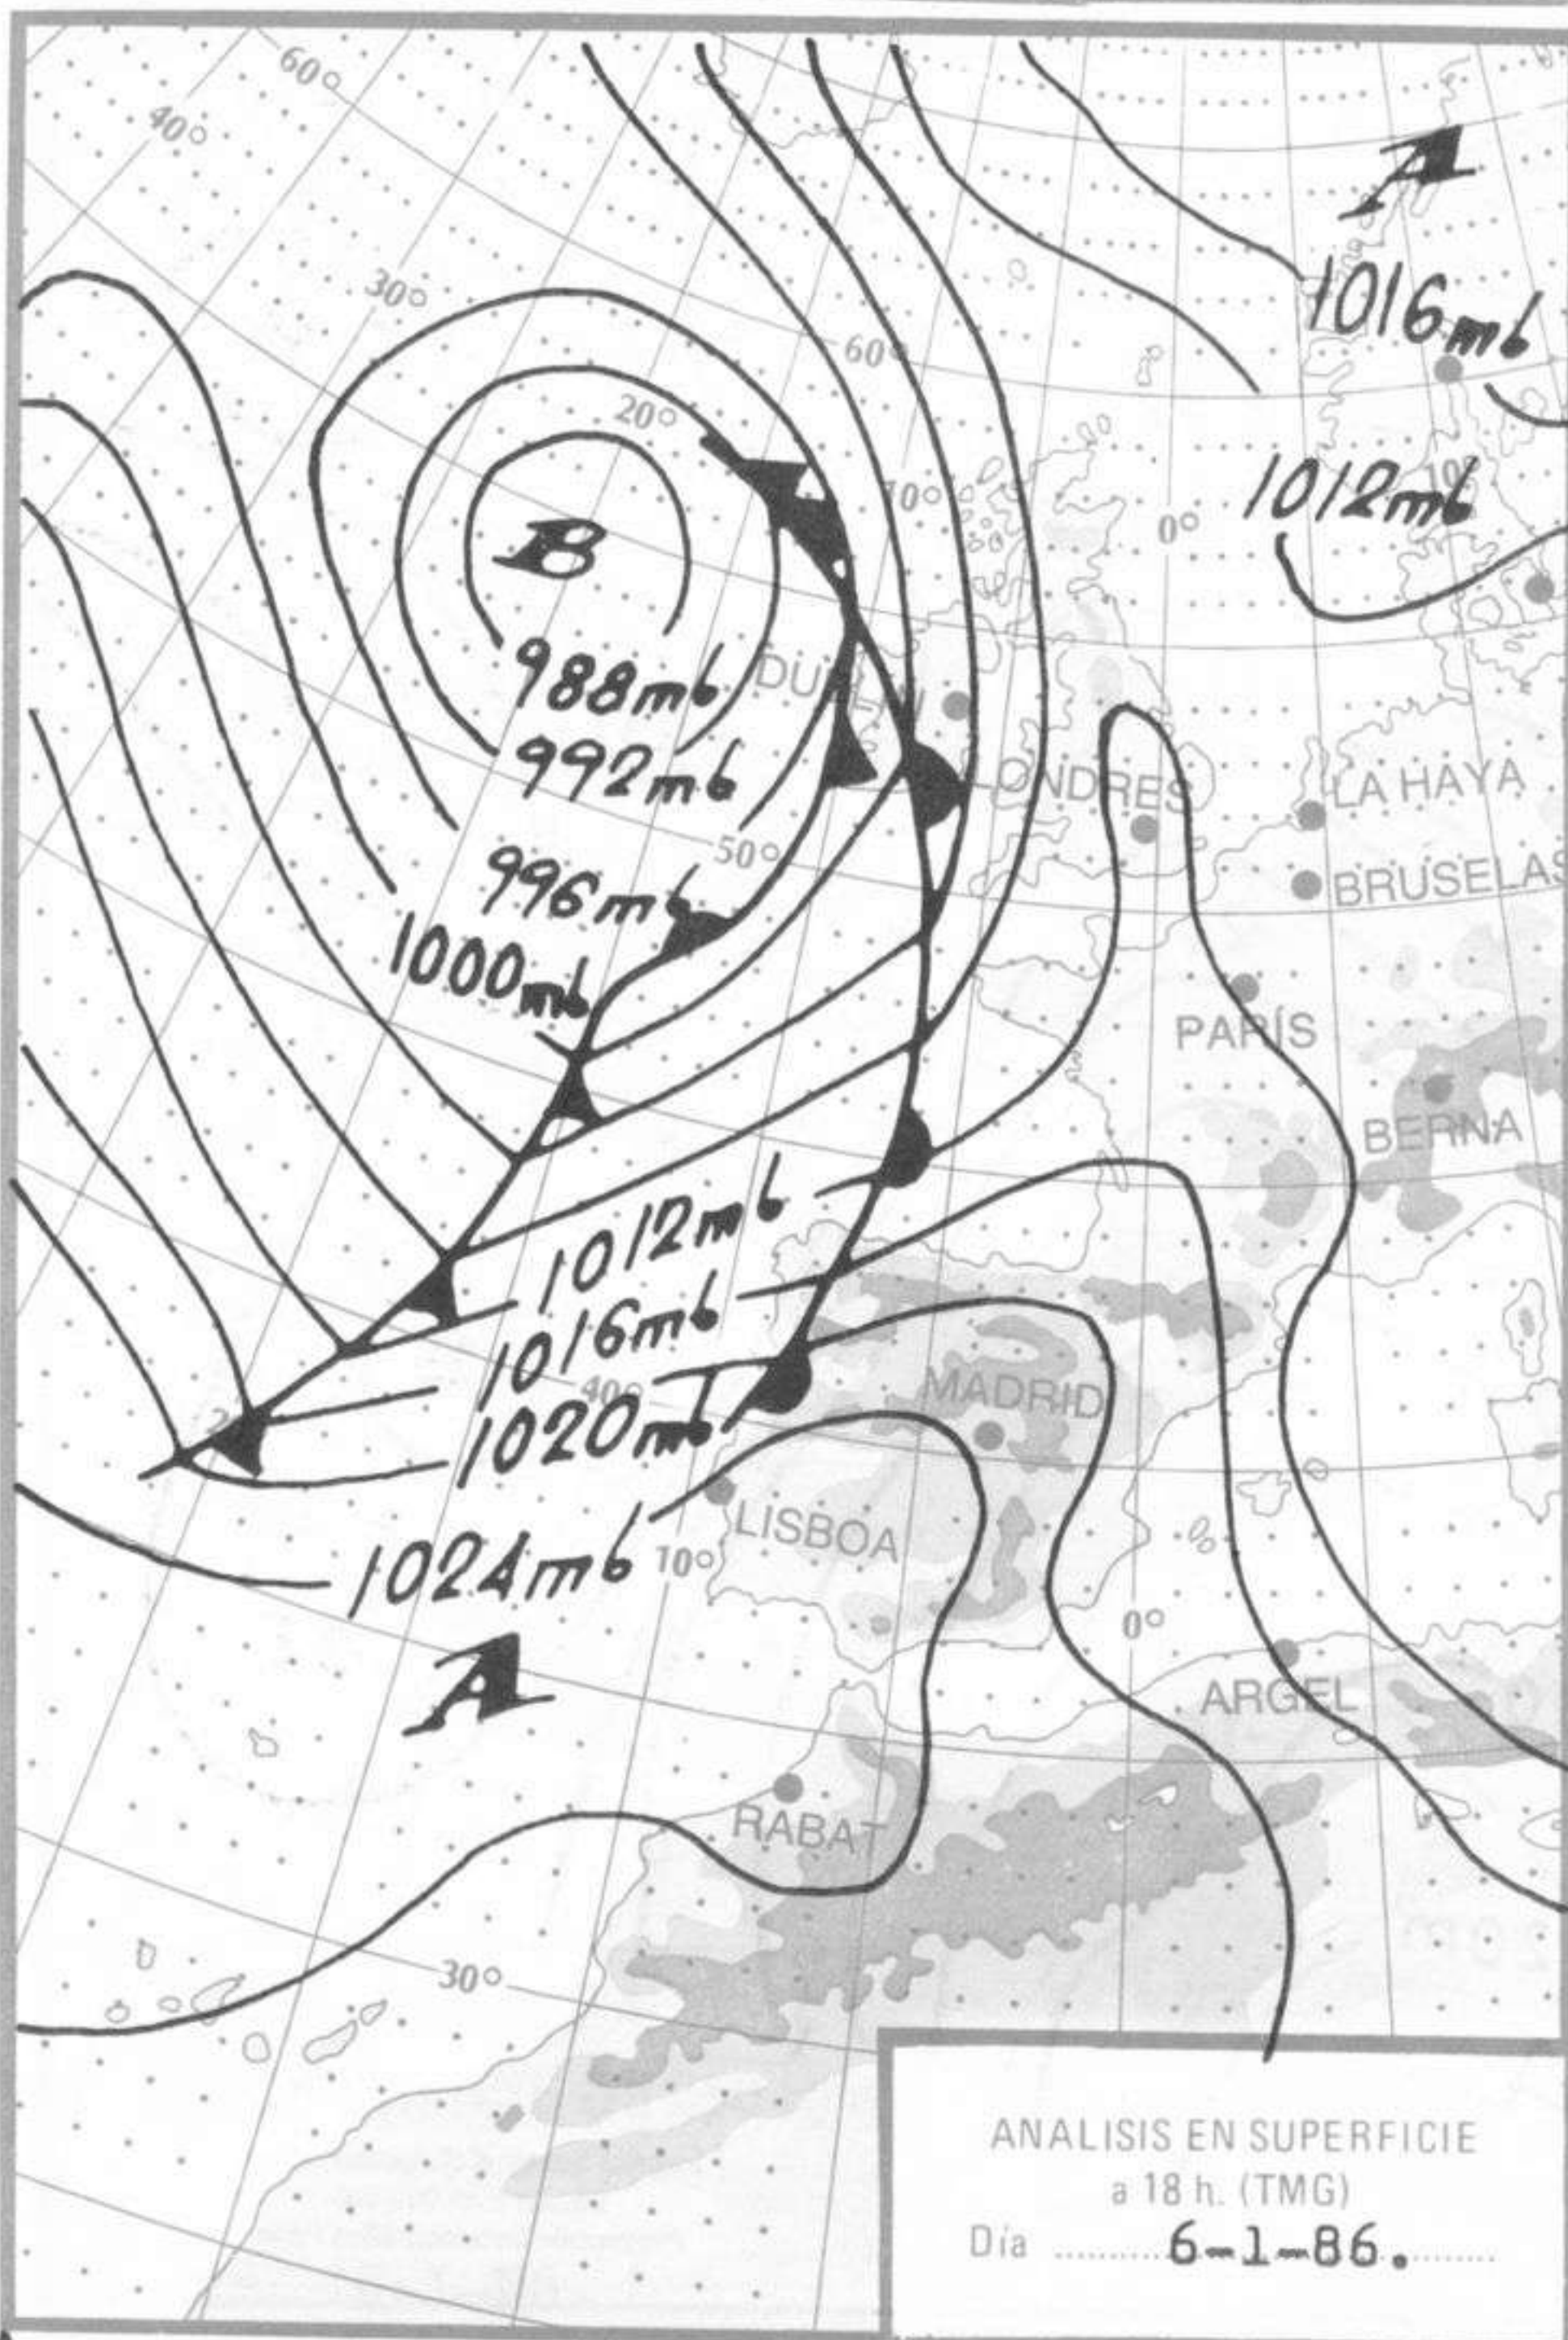 60°
40°
A
30°
1016mb
60°
20°
10°
1012mb
10°
0°
B
988mb
DUBLIN
992mb
LONDRES
LA HAYA
50°
996mb
BRUSELAS
1000mb
PARÍS
BERNA
1012mb
1016mb
40°
MADRID
1020mb
LISBOA
1024mb
10°
0°
A
ARGEL
RABAT
30°
ANALISIS EN SUPERFICIE
a 18 h. (TMG)
Día 6-1-86.